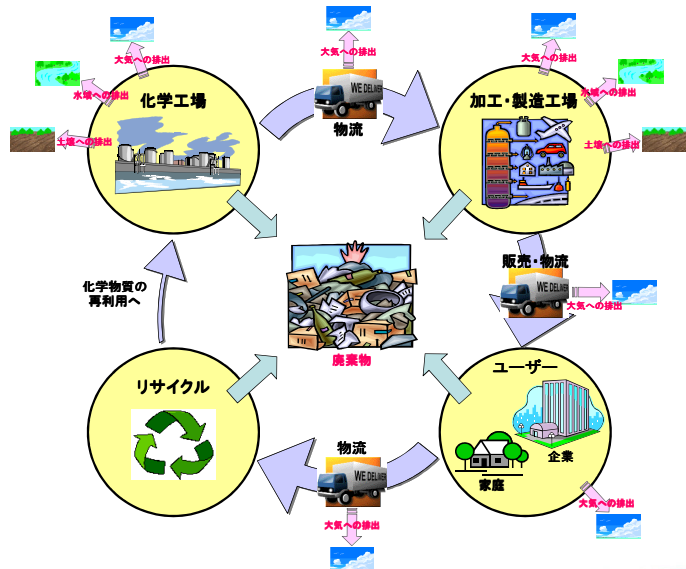 大気への排出
水域への排出
土壌への排出
化学工場
大気への排出
WE DELIVER
物流
大気への排出
水域への排出
土壌への排出
加工・製造工場
販売・物流
WE DELIVER
大気への排出
化学物質の
再利用へ
廃棄物
リサイクル
ユーザー
企業
家庭
大気への排出
物流
WE DELIVER
大気への排出